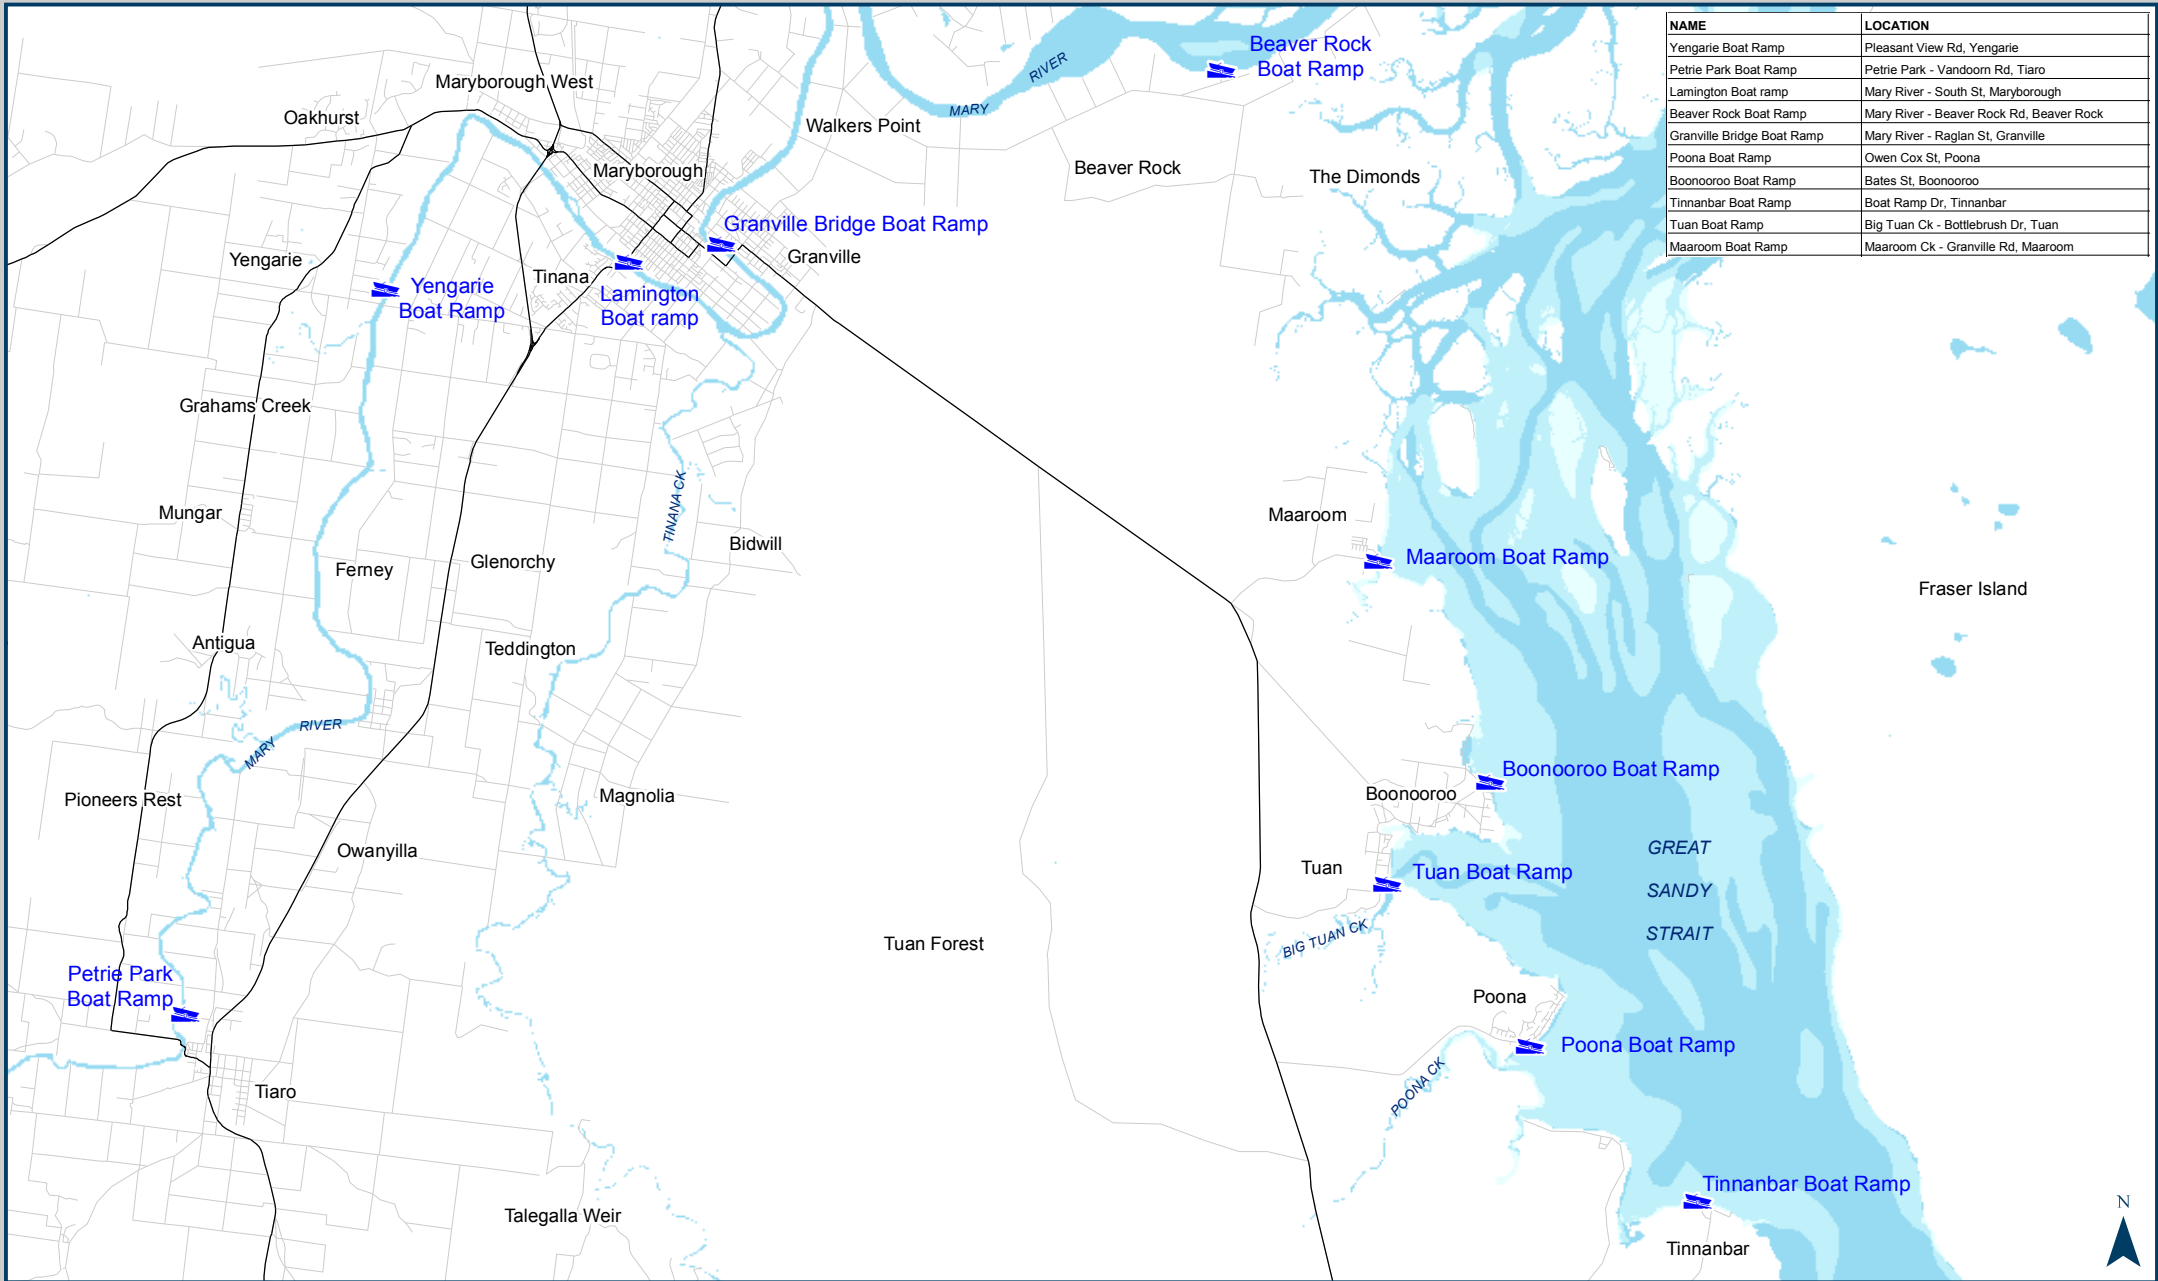 NAME LOCATION
Yengarie Boat Ramp Pleasant View Rd, Yengarie
Petrie Park Boat Ramp Petrie Park - Vandoorn Rd, Tiaro
Lamington Boat ramp Mary River - South St, Maryborough
Beaver Rock Boat Ramp Mary River - Beaver Rock Rd, Beaver Rock
Granville Bridge Boat Ramp Mary River - Raglan St, Granville
Poona Boat Ramp Owen Cox St, Poona
Boonooroo Boat Ramp Bates St, Boonooroo
Tinnanbar Boat Ramp Boat Ramp Dr, Tinnanbar
Tuan Boat Ramp Big Tuan Ck - Bottlebrush Dr, Tuan
Maaroom Boat Ramp Maaroom Ck - Granville Rd, Maaroom
Beaver Rock
Boat Ramp
RIVER
MARY
Maryborough West
Oakhurst
Walkers Point
Maryborough
Beaver Rock
The Dimonds
Granville Bridge Boat Ramp
Granville
Yengarie
Tinana
Yengarie
Boat Ramp
Lamington
Boat ramp
Grahams Creek
TINANA CK
Mungar
Maaroom
Bidwill
Maaroom Boat Ramp
Glenorchy
Ferney
Fraser Island
Antigua
Teddington
RIVER
MARY
Boonooroo Boat Ramp
Boonooroo
Magnolia
Pioneers Rest
Owanyilla
GREAT
SANDY
STRAIT
Tuan
Tuan Boat Ramp
BIG TUAN CK
Tuan Forest
Petrie Park
Boat Ramp
Poona
Poona Boat Ramp
POONA CK
Tiaro
Tinnanbar Boat Ramp
Talegalla Weir
Tinnanbar
N